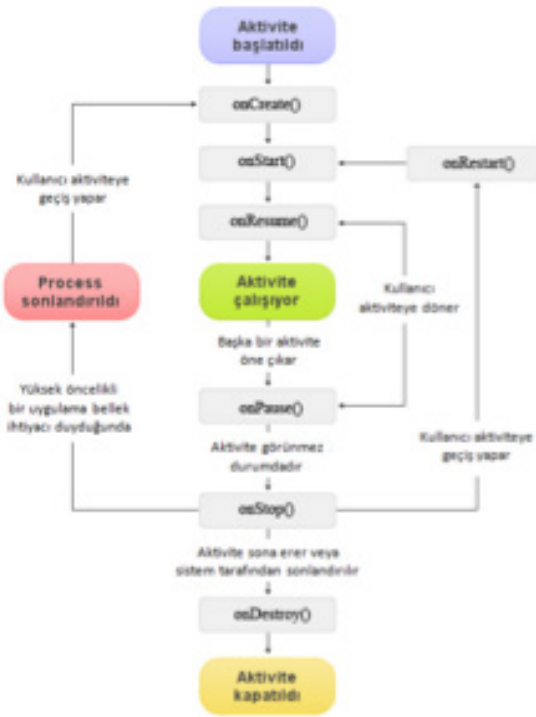 Aktivite
başlatıldı
onCreate()
onStart()
onRestart()
Kullanıcı aktiviteye
geçiş yapar
onResume()
Process
sonlandırıldı
Aktivite
çalışıyor
Kullanıcı
aktiviteye döner
Başka bir aktivite
öne çıkar
Yüksek öncelikli
bir uygulama bellek
ihtiyacı duyduğunda
onPause()
Aktivite görünmez
durumdadır
Kullanıcı aktiviteye
geçiş yapar
onStop()
Aktivite sona erer veya
sistem tarafından sonlandırılır
onDestroy()
Aktivite
kapatıldı